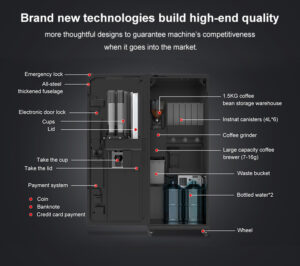 Brand new technologies build high-end quality
more thoughtful designs to guarantee machine's competitiveness
when it goes into the market.
Emergency lock
All-steel
thickened fuselage
Electronic door lock
Cups
Lid
Take the cup
Take the lid
Payment system
Coin
Banknote
Credit card payment
1.5KG coffee
bean storage warehouse
Instnat canisters (4L*6)
Coffee grinder
Large capacity coffee
brewer (7-16g)
Waste bucket
Bottled water*2
Wheel